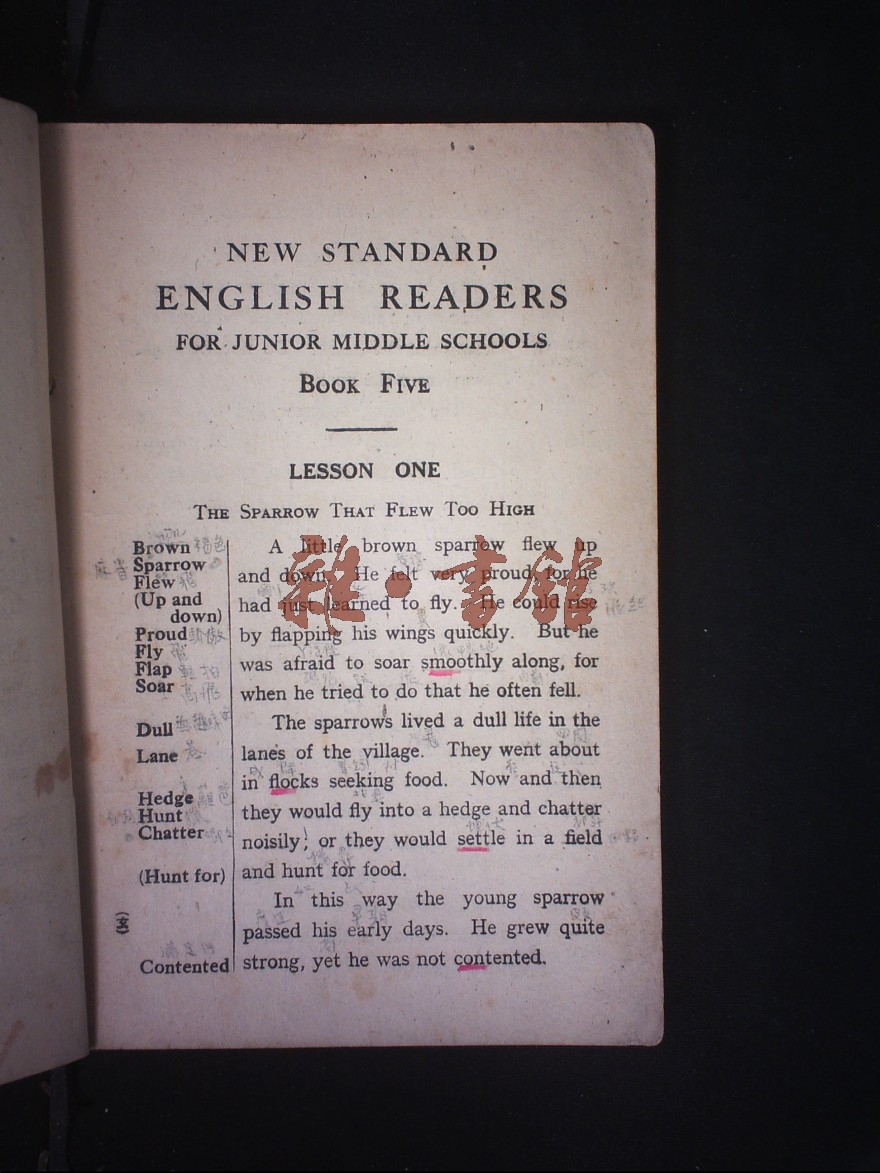 NEW STANDARD
ENGLISH READERS
FOR JUNIOR MIDDLE SCHOOLS
BOOK FIVE
LESSON ONE
THE SPARROW THAT FLEW TOO HIGH
Brown 褐色
Sparrow
Flew
(Up and
down)
Proud 驕傲
Fly
Flap
Soar
Dull
Lane
Hedge
Hunt
Chatter
(Hunt for)
Contented
A little brown sparrow flew up
and down. He felt very proud, for he
had just learned to fly. He could rise
by flapping his wings quickly. But he
was afraid to soar smoothly along, for
when he tried to do that he often fell.
The sparrows lived a dull life in the
lanes of the village. They went about
in flocks seeking food. Now and then
they would fly into a hedge and chatter
noisily; or they would settle in a field
and hunt for food.
In this way the young sparrow
passed his early days. He grew quite
strong, yet he was not contented.
雜·書館